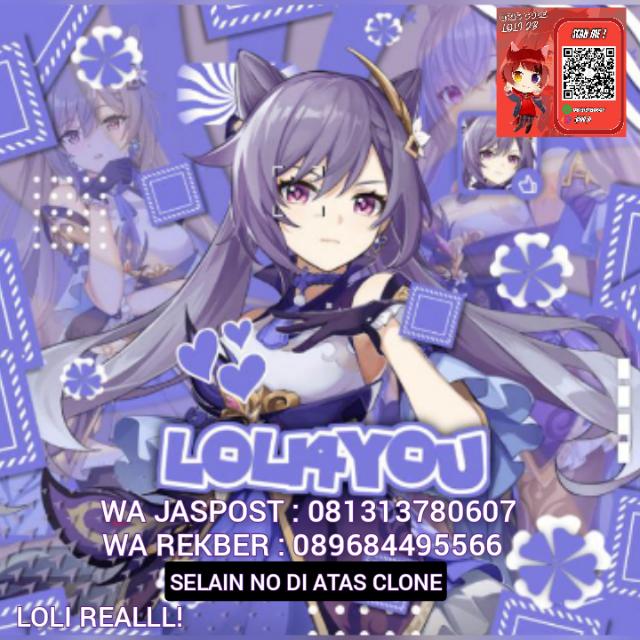 SCAN ME !
LOLI4YOU
WA JASPOST : 081313780607
WA REKBER : 089684495566
SELAIN NO DI ATAS CLONE
LOLI REALLL!